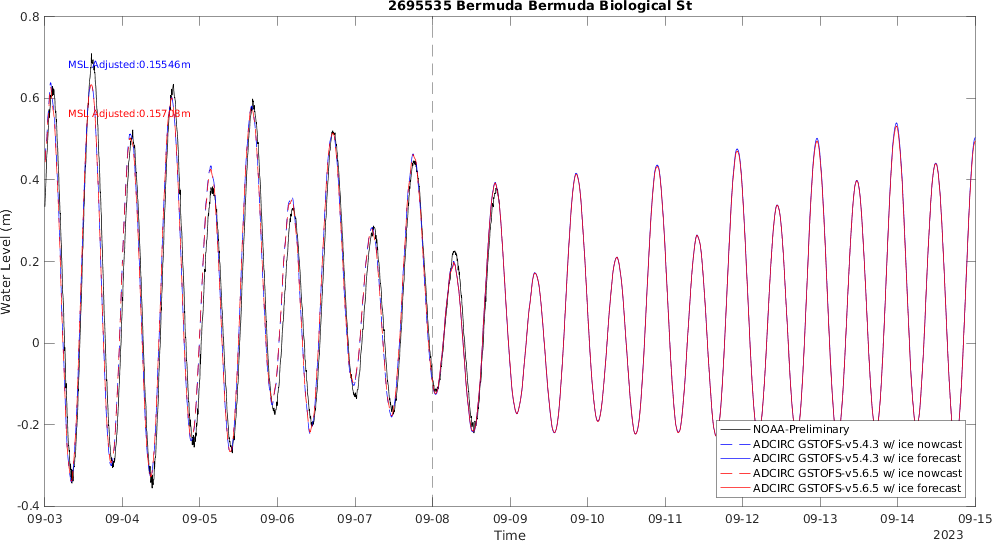 2695535 Bermuda Bermuda Biological St
MSL Adjusted:0.15546m
MSL Adjusted:0.15708m
Water Level (m)
0.8
0.6
0.4
0.2
0
-0.2
-0.4
NOAA-Preliminary
ADCIRC GSTOFS-v5.4.3 w/ ice nowcast
ADCIRC GSTOFS-v5.4.3 w/ ice forecast
ADCIRC GSTOFS-v5.6.5 w/ ice nowcast
ADCIRC GSTOFS-v5.6.5 w/ ice forecast
09-03 09-04 09-05 09-06 09-07 09-08 09-09 09-10 09-11 09-12 09-13 09-14 09-15
Time
2023